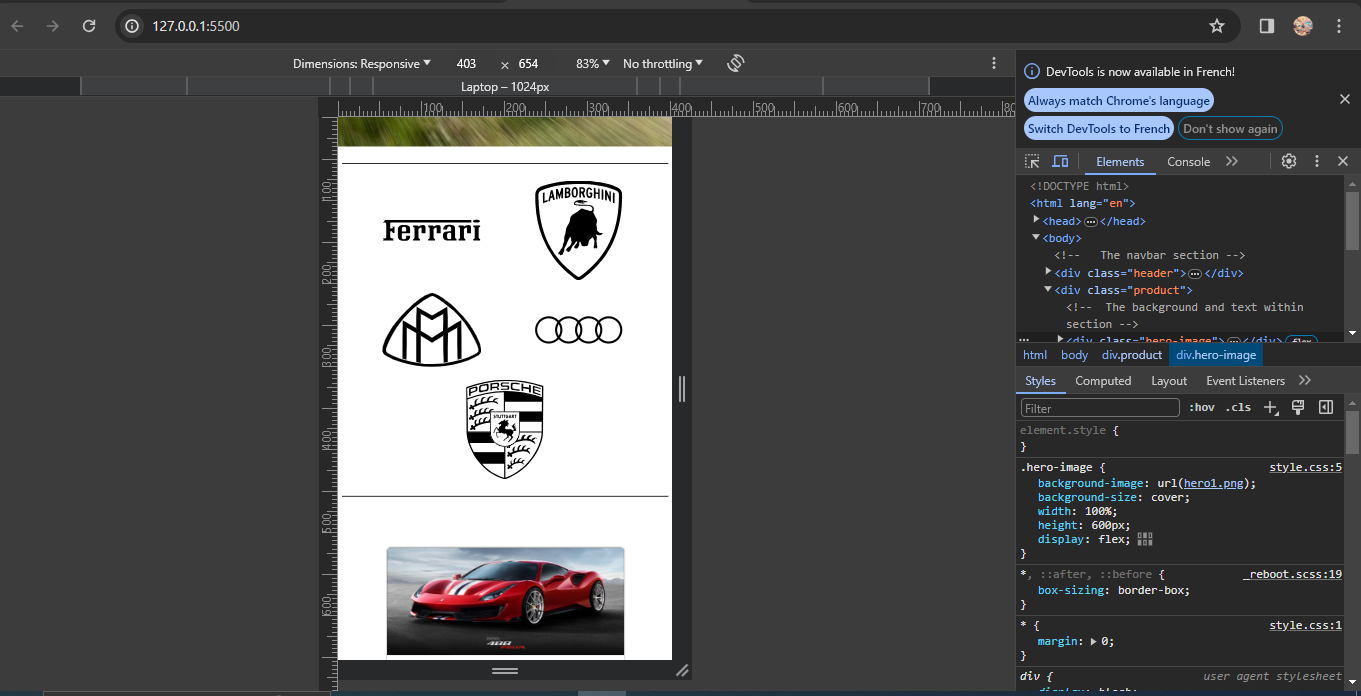 127.0.0.1:5500
Dimensions: Responsive 403 × 654 83% No throttling
Laptop – 1024px
100 200 300 400 500 600 700 80
100
200
300
400
500
600
Ferrari
LAMBORGHINI
PORSCHE
STUTTGART
488
DevTools is now available in French!
Always match Chrome's language
Switch DevTools to French Don't show again
Elements Console
<!DOCTYPE html>
<html lang="en">
<head> ⋯ </head>
<body>
<!-- The navbar section -->
<div class="header"> ⋯ </div>
<div class="product">
<!-- The background and text within
section -->
<div class="hero-image"> ⋯ </div> flex
html body div.product div.hero-image
Styles Computed Layout Event Listeners
Filter :hov .cls
element.style {
}
.hero-image { style.css:5
background-image: url(hero1.png);
background-size: cover;
width: 100%;
height: 600px;
display: flex;
}
*, ::after, ::before { _reboot.scss:19
box-sizing: border-box;
}
* { style.css:1
margin: 0;
}
div { user agent stylesheet
display: block;